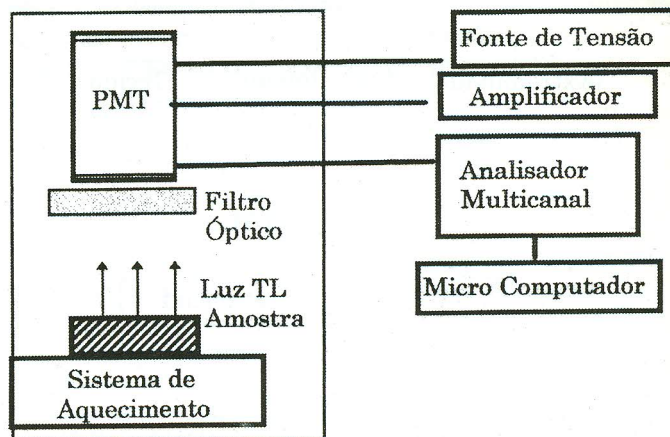 PMT
Fonte de Tensão
Amplificador
Analisador
Multicanal
Micro Computador
Filtro
Óptico
Luz TL
Amostra
Sistema de
Aquecimento